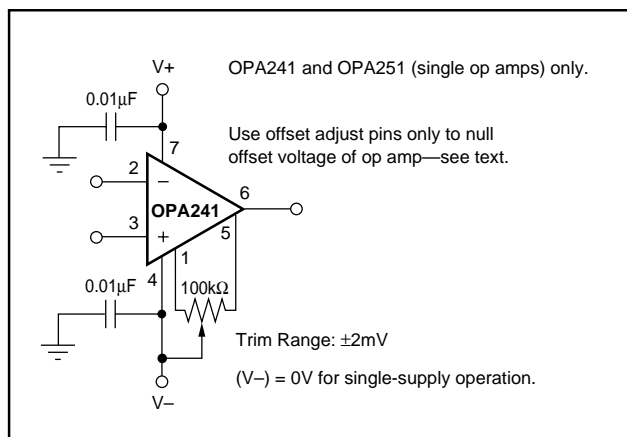 V+
OPA241 and OPA251 (single op amps) only.
0.01µF
7
Use offset adjust pins only to null
offset voltage of op amp—see text.
2
–
6
OPA241
3
+
5
1
4
0.01µF
100kΩ
Trim Range: ±2mV
(V–) = 0V for single-supply operation.
V–